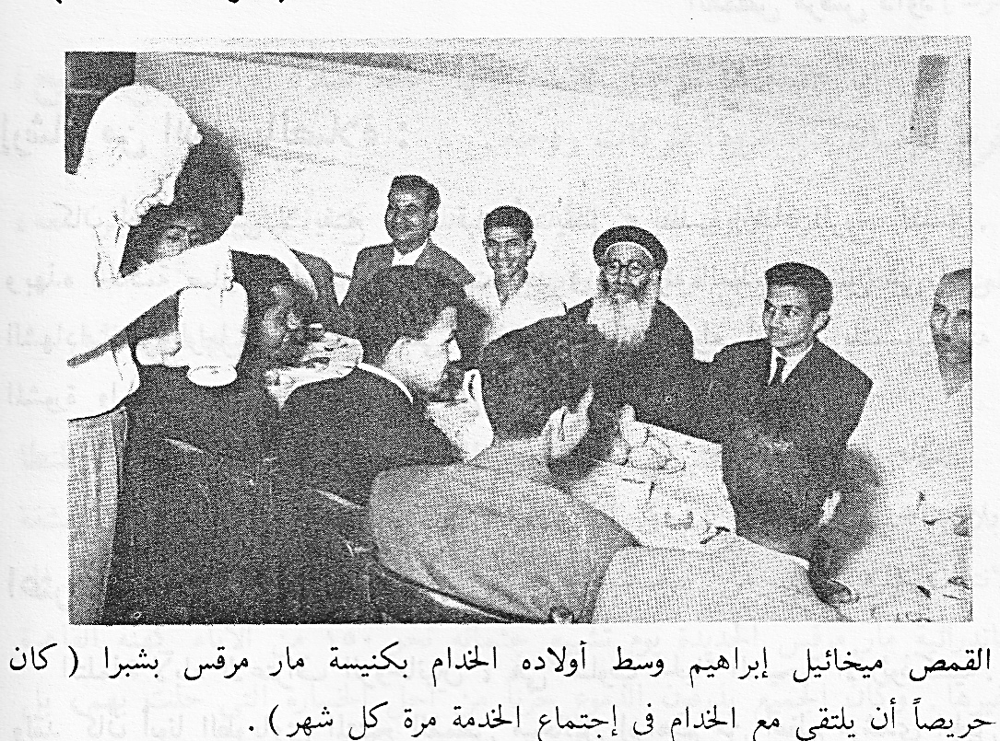 القمص ميخائيل إبراهيم وسط أولاده الخدام بكنيسة مار مرقس بشبرا ( كان
حريصاً أن يلتقى مع الخدام فى إجتماع الخدمة مرة كل شهر ) .